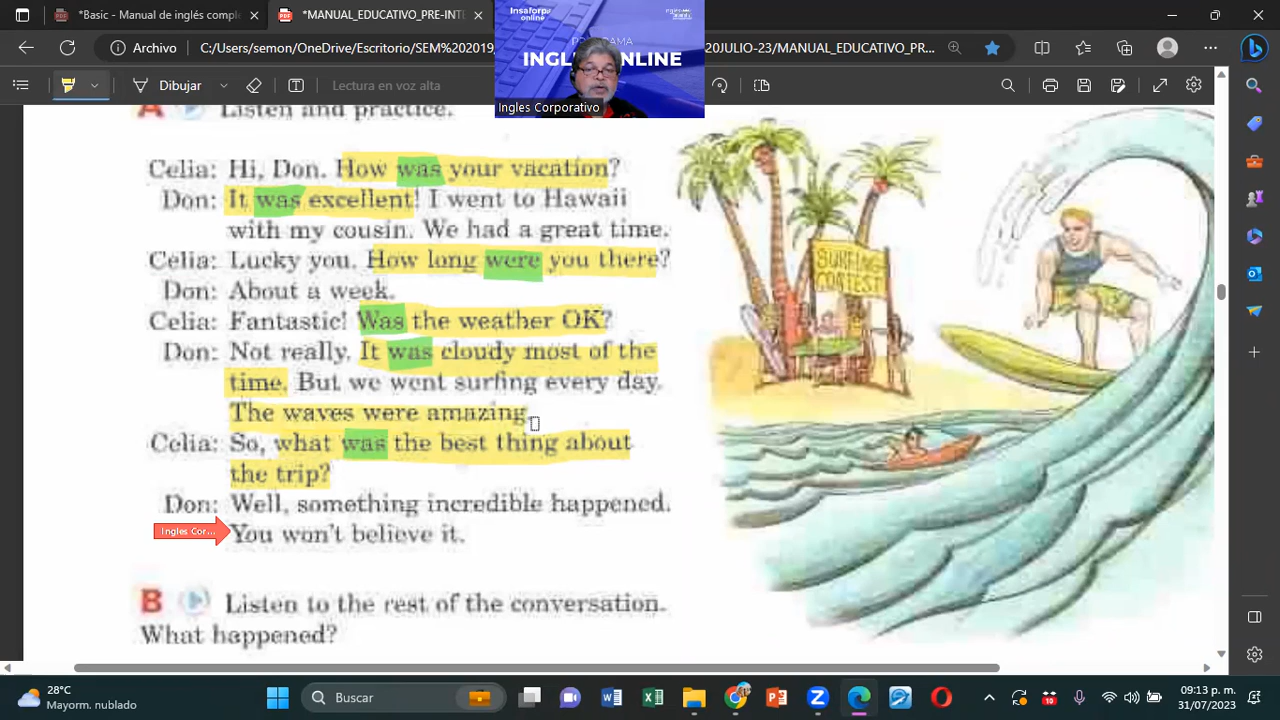 *Basic - Manual de inglés compl
*MANUAL_EDUCATIVO_PRE-INTE
Insaforp
online
PROGRAMA
INGL
ONLINE
Ingles Corporativo
Archivo
C:/Users/semon/OneDrive/Escritorio/SEM%202019/
20JULIO-23/MANUAL_EDUCATIVO_PR...
Dibujar
Lectura en voz alta
A Listen and practice.
Celia: Hi, Don. How was your vacation?
Don: It was excellent! I went to Hawaii
with my cousin. We had a great time.
Celia: Lucky you. How long were you there?
Don: About a week.
Celia: Fantastic! Was the weather OK?
Don: Not really. It was cloudy most of the
time. But we went surfing every day.
The waves were amazing.
Celia: So, what was the best thing about
the trip?
Don: Well, something incredible happened.
Ingles Cor...
You won't believe it.
SURFING
CONTEST
B Listen to the rest of the conversation.
What happened?
28°C
Mayorm. nublado
Buscar
10
09:13 p. m.
31/07/2023